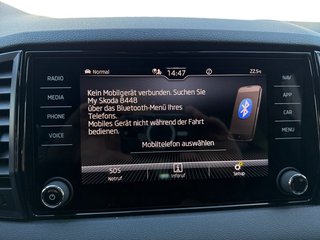 Normal 14:47 22.5°C
RADIO
MEDIA
PHONE
VOICE
Kein Mobilgerät verbunden. Suchen Sie
My Skoda 8448
über das Bluetooth-Menü Ihres
Telefons.
Mobiles Gerät nicht während der Fahrt
bedienen.
Mobiltelefon auswählen
NAV
APP
CAR
MENU
SOS
Notruf
Inforuf
Setup